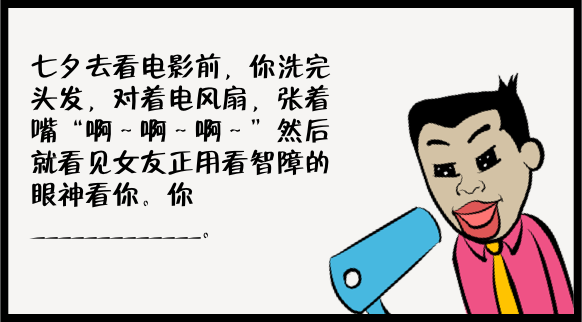 七夕去看电影前，你洗完
头发，对着电风扇，张着
嘴“啊~啊~啊~”然后
就看见女友正用看智障的
眼神看你。你
____________。